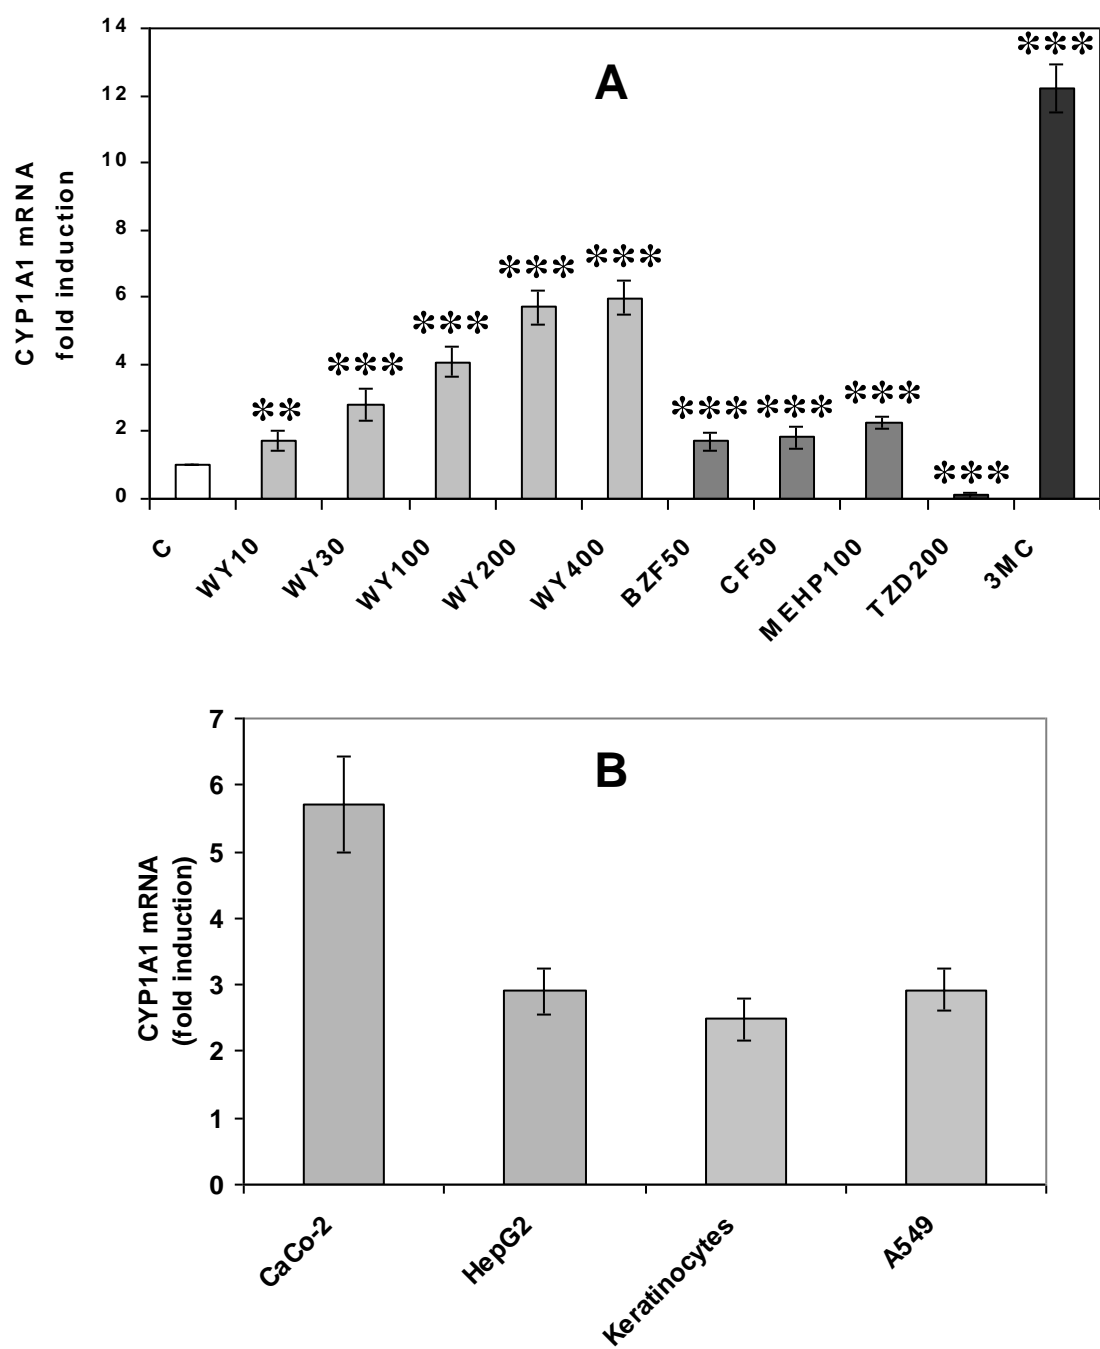 A
CYP1A1 mRNA
fold induction
14
12
10
8
6
4
2
0
*** 
*** 
*** 
*** 
*** 
** 
*** 
*** 
*** 
*** 
C
WY10
WY30
WY100
WY200
WY400
BZF50
CF50
MEHP100
TZD200
3MC
B
CYP1A1 mRNA
(fold induction)
7
6
5
4
3
2
1
0
CaCo-2
HepG2
Keratinocytes
A549